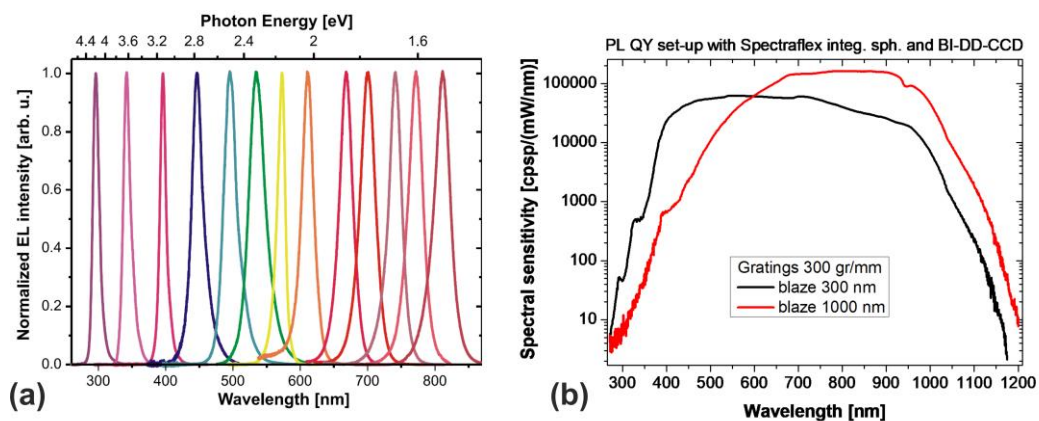 Photon Energy [eV]
4.4 4 3.6 3.2 2.8 2.4 2 1.6
Normalized EL intensity [arb. u.]
1.0
0.8
0.6
0.4
0.2
0.0
300 400 500 600 700 800
Wavelength [nm]
(a)
PL QY set-up with Spectraflex integ. sph. and BI-DD-CCD
Spectral sensitivity [cpsp/(mW/nm)]
100000
10000
1000
100
10
Gratings 300 gr/mm
blaze 300 nm
blaze 1000 nm
300 400 500 600 700 800 900 1000 1100 1200
Wavelength [nm]
(b)